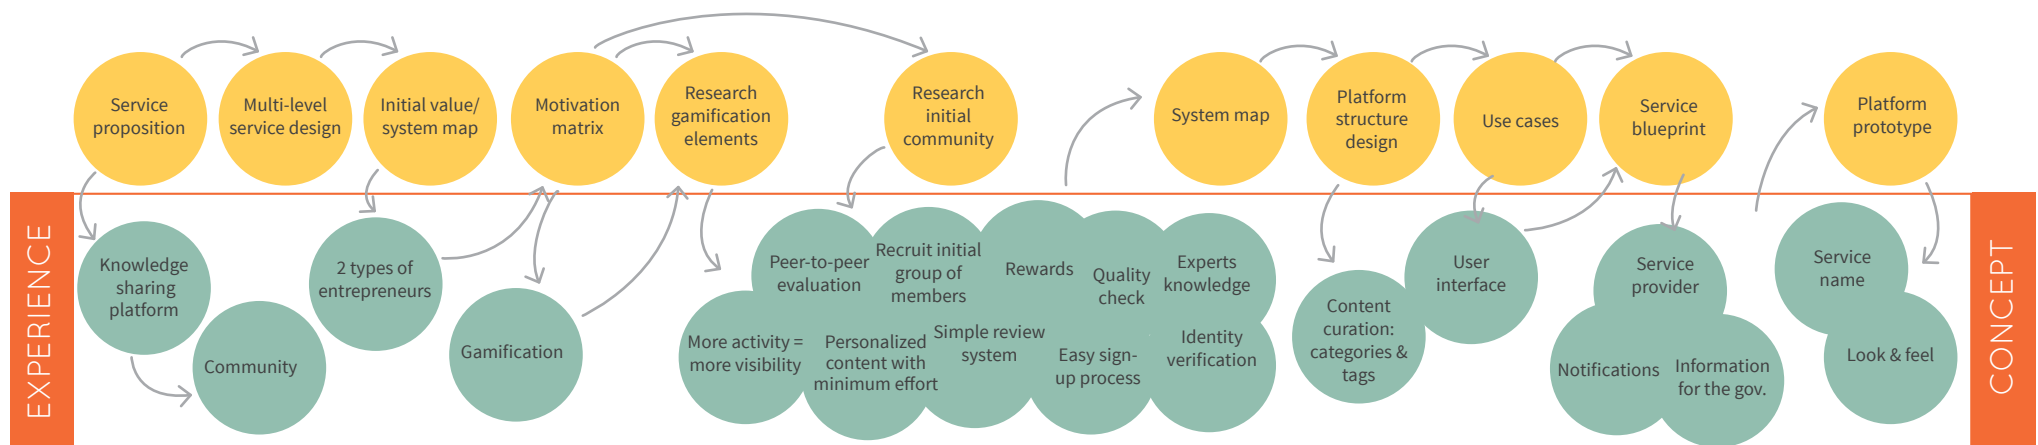 Service
proposition
Multi-level
service design
Initial value/
system map
Motivation
matrix
Research
gamification
elements
Research
initial
community
System map
Platform
structure
design
Use cases
Service
blueprint
Platform
prototype
EXPERIENCE
Knowledge
sharing
platform
Community
2 types of
entrepreneurs
Gamification
Peer-to-peer
evaluation
Recruit initial
group of
members
Rewards
Quality
check
Experts
knowledge
More activity =
more visibility
Personalized
content with
minimum effort
Simple review
system
Easy sign-
up process
Identity
verification
Content
curation:
categories &
tags
User
interface
Service
provider
Notifications
Information
for the gov.
Service
name
Look & feel
CONCEPT